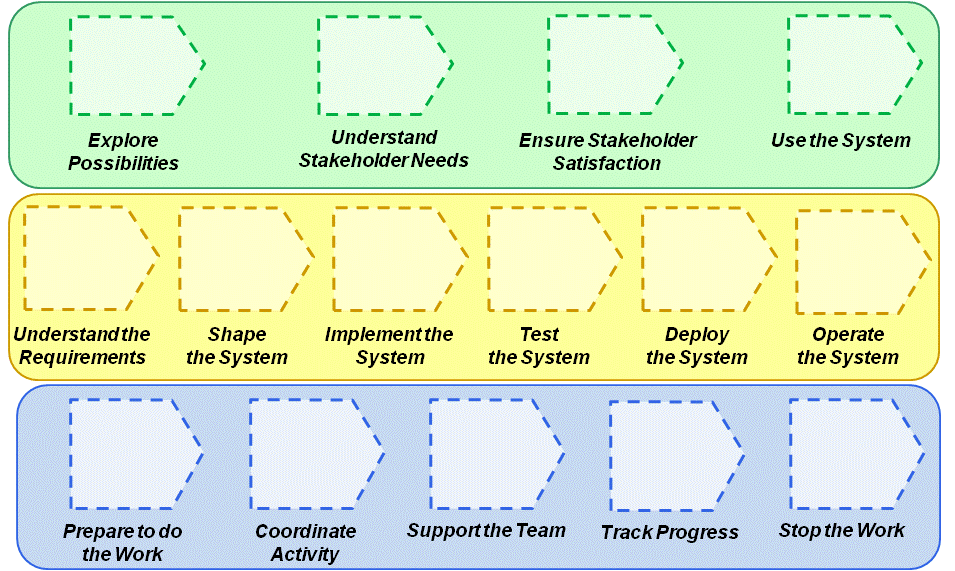 Explore
Possibilities
Understand
Stakeholder Needs
Ensure Stakeholder
Satisfaction
Use the System
Understand the
Requirements
Shape
the System
Implement the
System
Test
the System
Deploy
the System
Operate
the System
Prepare to do
the Work
Coordinate
Activity
Support the Team
Track Progress
Stop the Work